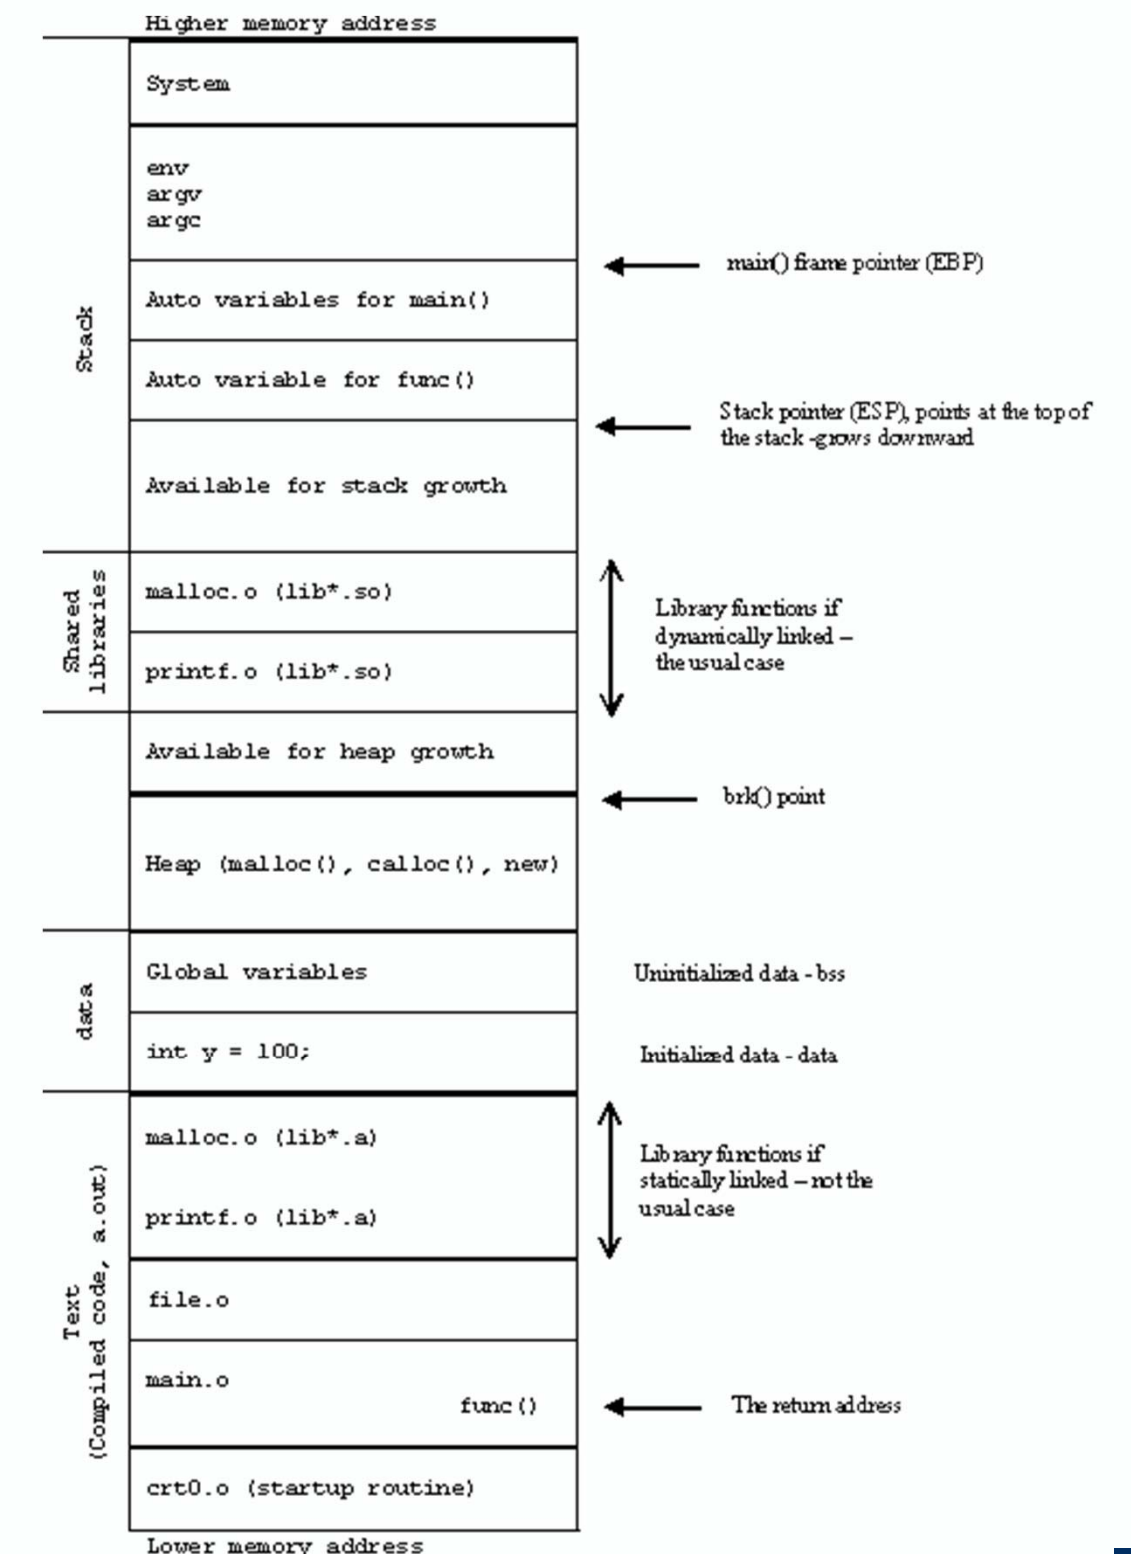 Higher memory address
System
env
argv
argc
main() frame pointer (EBP)
Auto variables for main()
Stack
Auto variable for func()
Stack pointer (ESP), points at the top of
the stack -grows downward
Available for stack growth
Shared
libraries
malloc.o (lib*.so)
printf.o (lib*.so)
Library functions if
dynamically linked –
the usual case
Available for heap growth
brk() point
Heap (malloc(), calloc(), new)
data
Global variables
Uninitialized data - bss
int y = 100;
Initialized data - data
Text
(Compiled code, a.out)
malloc.o (lib*.a)
printf.o (lib*.a)
Library functions if
statically linked – not the
usual case
file.o
main.o
func()
The return address
crt0.o (startup routine)
Lower memory address